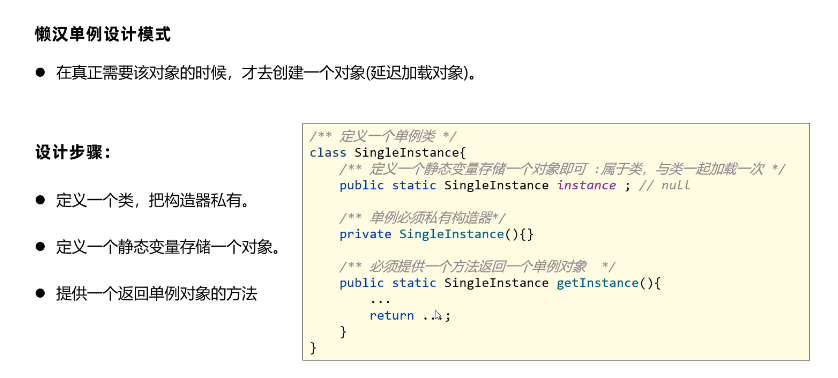 懒汉单例设计模式
● 在真正需要该对象的时候，才去创建一个对象(延迟加载对象)。
设计步骤：
● 定义一个类，把构造器私有。
● 定义一个静态变量存储一个对象。
● 提供一个返回单例对象的方法
/** 定义一个单例类 */
class SingleInstance{
    /** 定义一个静态变量存储一个对象即可 :属于类，与类一起加载一次 */
    public static SingleInstance instance ; // null
    /** 单例必须私有构造器*/
    private SingleInstance(){}
    /** 必须提供一个方法返回一个单例对象  */
    public static SingleInstance getInstance(){
        ...
        return ...;
    }
}